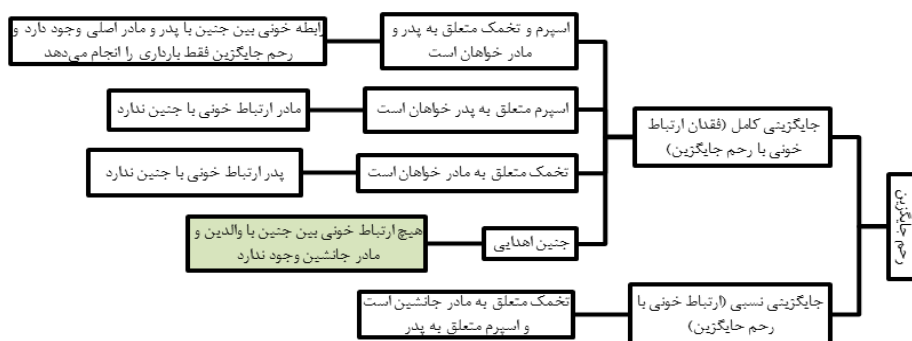 رحم جایگزین
جایگزینی کامل (فقدان ارتباط
خونی با رحم جایگزین)
اسپرم و تخمک متعلق به پدر و
مادر خواهان است
رابطه خونی بین جنین با پدر و مادر اصلی وجود دارد و
رحم جایگزین فقط بارداری را انجام می‌دهد
اسپرم متعلق به پدر خواهان است
مادر ارتباط خونی با جنین ندارد
تخمک متعلق به مادر خواهان است
پدر ارتباط خونی با جنین ندارد
جنین اهدایی
هیچ ارتباط خونی بین جنین با والدین و
مادر جانشین وجود ندارد
جایگزینی نسبی (ارتباط خونی با
رحم جایگزین)
تخمک متعلق به مادر جانشین است
و اسپرم متعلق به پدر